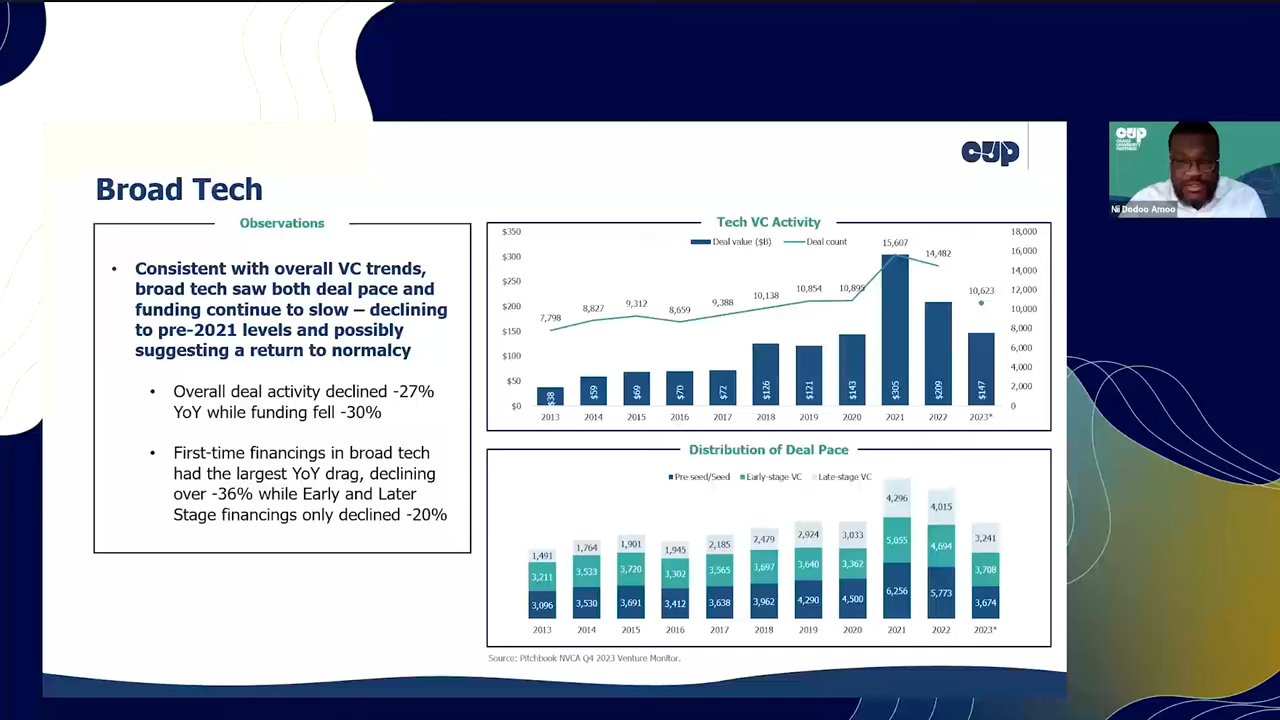 cup
Broad Tech
Observations
• Consistent with overall VC trends,
broad tech saw both deal pace and
funding continue to slow – declining
to pre-2021 levels and possibly
suggesting a return to normalcy
• Overall deal activity declined -27%
YoY while funding fell -30%
• First-time financings in broad tech
had the largest YoY drag, declining
over -36% while Early and Later
Stage financings only declined -20%
Tech VC Activity
Deal value ($B) Deal count
$350
$300
$250
$200
$150
$100
$50
$0
18,000
16,000
14,000
12,000
10,000
8,000
6,000
4,000
2,000
0
7,798 8,827 9,312 8,659 9,388 10,138 10,854 10,895 15,607 14,482 10,623
$38 $59 $69 $70 $72 $126 $121 $143 $305 $209 $147
2013 2014 2015 2016 2017 2018 2019 2020 2021 2022 2023*
Distribution of Deal Pace
Pre-seed/Seed Early-stage VC Late-stage VC
1,491 1,764 1,901 1,945 2,185 2,479 2,924 3,033 4,296 4,015 3,241
3,211 3,533 3,720 3,302 3,565 3,697 3,640 3,362 5,055 4,694 3,708
3,096 3,530 3,691 3,412 3,638 3,962 4,290 4,500 6,256 5,773 3,674
2013 2014 2015 2016 2017 2018 2019 2020 2021 2022 2023*
Source: Pitchbook NVCA Q4 2023 Venture Monitor.
cup
OSAGE
UNIVERSITY
PARTNERS
Nii Dodoo Amoo